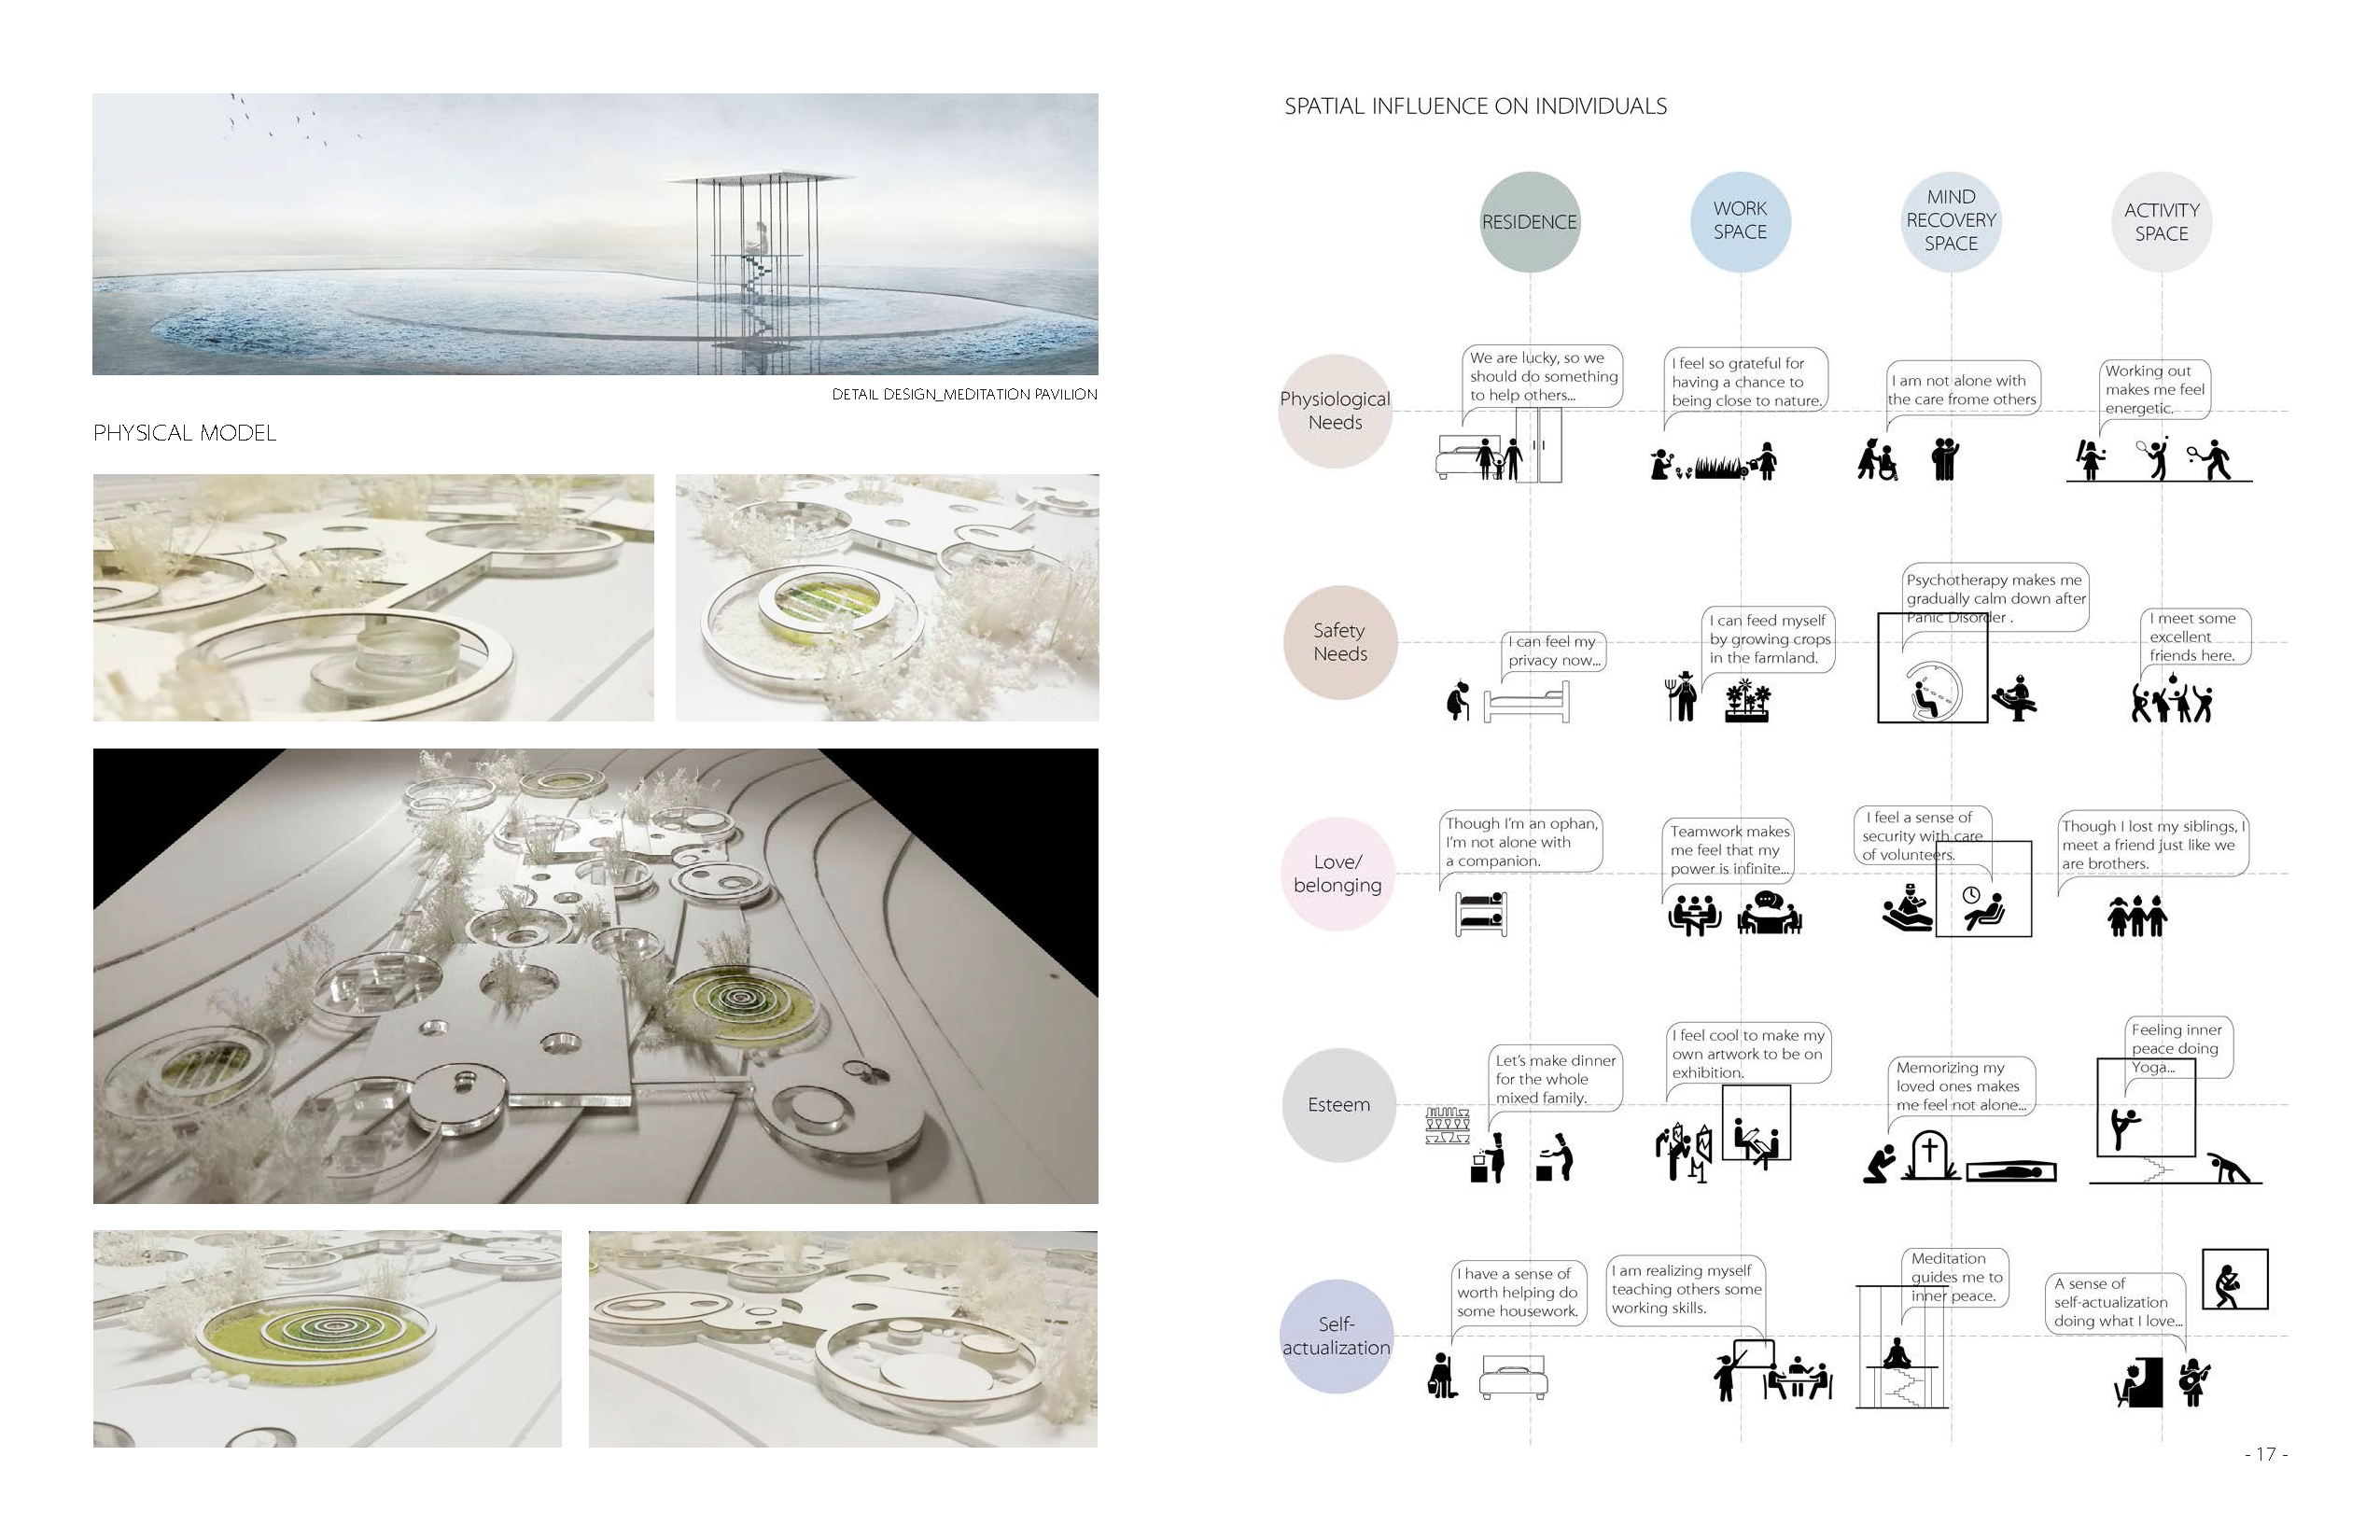 DETAIL DESIGN_MEDITATION PAVILION
PHYSICAL MODEL
SPATIAL INFLUENCE ON INDIVIDUALS
RESIDENCE
WORK
SPACE
MIND
RECOVERY
SPACE
ACTIVITY
SPACE
Physiological
Needs
We are lucky, so we
should do something
to help others...
I feel so grateful for
having a chance to
being close to nature.
I am not alone with
the care frome others
Working out
makes me feel
energetic.
Safety
Needs
I can feel my
privacy now...
I can feed myself
by growing crops
in the farmland.
Psychotherapy makes me
gradually calm down after
Panic Disorder .
I meet some
excellent
friends here.
Love/
belonging
Though I'm an ophan,
I'm not alone with
a companion.
Teamwork makes
me feel that my
power is infinite...
I feel a sense of
security with care
of volunteers.
Though I lost my siblings, I
meet a friend just like we
are brothers.
Esteem
Let's make dinner
for the whole
mixed family.
I feel cool to make my
own artwork to be on
exhibition.
Memorizing my
loved ones makes
me feel not alone...
Feeling inner
peace doing
Yoga...
Self-
actualization
I have a sense of
worth helping do
some housework.
I am realizing myself
teaching others some
working skills.
Meditation
guides me to
inner peace.
A sense of
self-actualization
doing what I love...
- 17 -